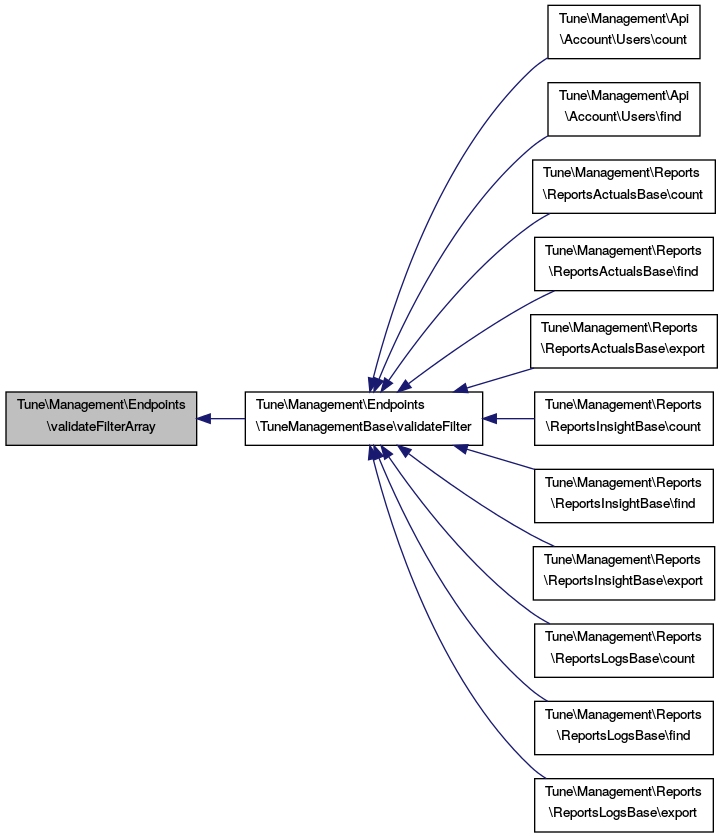 Tune\Management\Api
\Account\Users\count
Tune\Management\Api
\Account\Users\find
Tune\Management\Reports
\ReportsActualsBase\count
Tune\Management\Reports
\ReportsActualsBase\find
Tune\Management\Reports
\ReportsActualsBase\export
Tune\Management\Endpoints
\validateFilterArray
Tune\Management\Endpoints
\TuneManagementBase\validateFilter
Tune\Management\Reports
\ReportsInsightBase\count
Tune\Management\Reports
\ReportsInsightBase\find
Tune\Management\Reports
\ReportsInsightBase\export
Tune\Management\Reports
\ReportsLogsBase\count
Tune\Management\Reports
\ReportsLogsBase\find
Tune\Management\Reports
\ReportsLogsBase\export